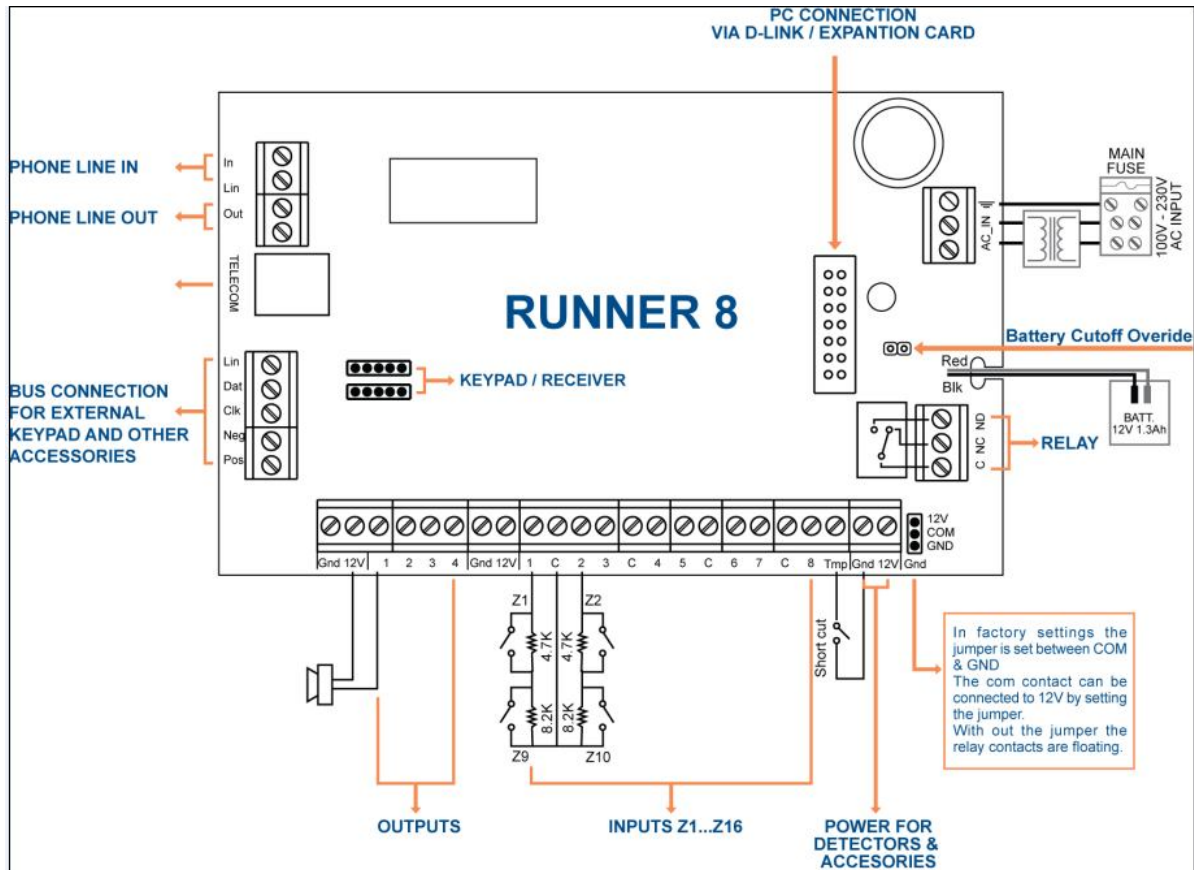 PC CONNECTION
VIA D-LINK / EXPANTION CARD
PHONE LINE IN
In
Lin
PHONE LINE OUT
Out
TELECOM
RUNNER 8
MAIN
FUSE
AC_IN
100V - 230V
AC INPUT
Battery Cutoff Overide
Red
Blk
BATT.
12V 1.3Ah
KEYPAD / RECEIVER
BUS CONNECTION
FOR EXTERNAL
KEYPAD AND OTHER
ACCESSORIES
Lin
Dat
Clk
Neg
Pos
C NC ND
RELAY
12V
COM
GND
Gnd 12V 1 2 3 4 Gnd 12V 1 C 2 3 C 4 5 C 6 7 C 8 Tmp Gnd 12V Gnd
Z1 Z2
4.7K 4.7K
8.2K 8.2K
Z9 Z10
Short cut
In factory settings the
jumper is set between COM
& GND
The com contact can be
connected to 12V by setting
the jumper.
With out the jumper the
relay contacts are floating.
OUTPUTS
INPUTS Z1...Z16
POWER FOR
DETECTORS &
ACCESORIES